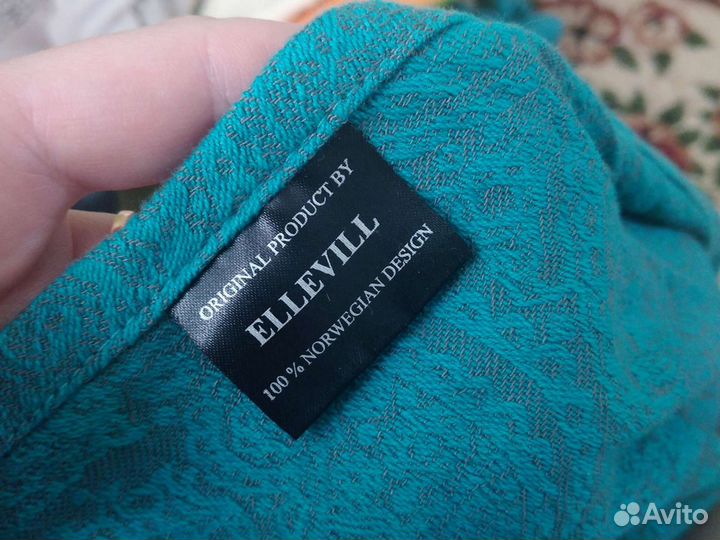 ORIGINAL PRODUCT BY
ELLEVILL
100 % NORWEGIAN DESIGN
Avito